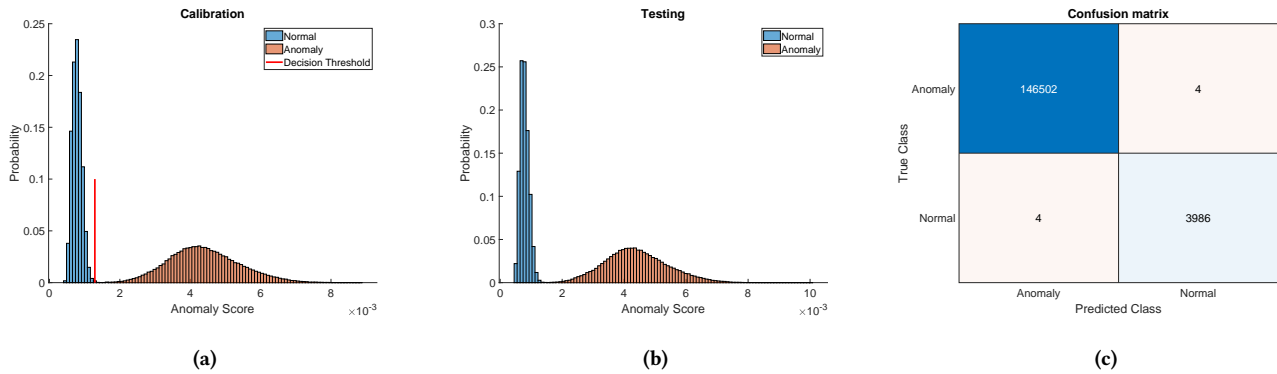 Calibration
0.25
0.2
0.15
0.1
0.05
0
Probability
Normal
Anomaly
Decision Threshold
0 2 4 6 8
Anomaly Score
×10⁻³
(a)
Testing
0.3
0.25
0.2
0.15
0.1
0.05
0
Probability
Normal
Anomaly
0 2 4 6 8 10
Anomaly Score
×10⁻³
(b)
Confusion matrix
True Class
Anomaly 146502 4
Normal 4 3986
Anomaly Normal
Predicted Class
(c)